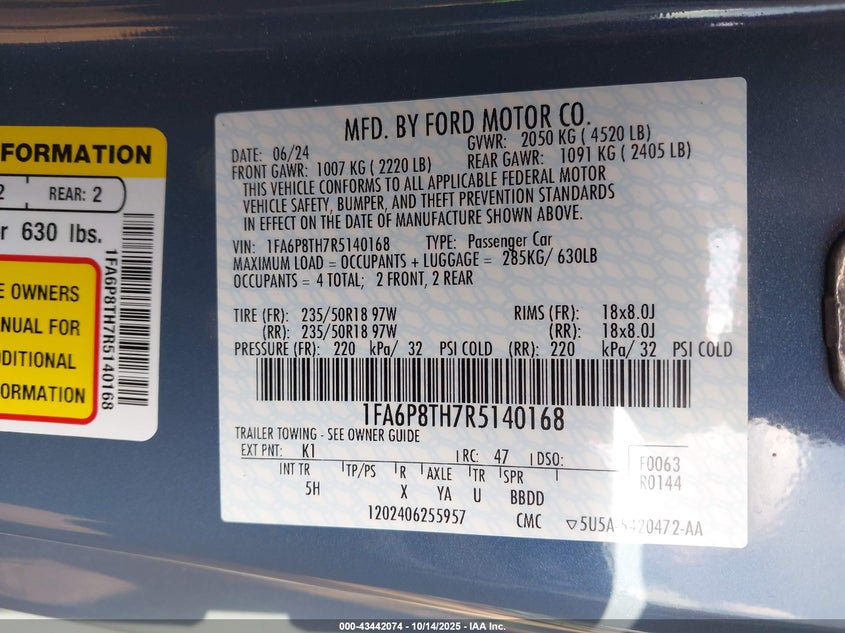 FORMATION
2 REAR: 2
r 630 lbs.
E OWNERS
NUAL FOR
DDITIONAL
FORMATION
1FA6P8TH7R5140168
MFD. BY FORD MOTOR CO.
DATE: 06/24 GVWR: 2050 KG ( 4520 LB)
FRONT GAWR: 1007 KG ( 2220 LB) REAR GAWR: 1091 KG ( 2405 LB)
THIS VEHICLE CONFORMS TO ALL APPLICABLE FEDERAL MOTOR
VEHICLE SAFETY, BUMPER, AND THEFT PREVENTION STANDARDS
IN EFFECT ON THE DATE OF MANUFACTURE SHOWN ABOVE.
VIN: 1FA6P8TH7R5140168 TYPE: Passenger Car
MAXIMUM LOAD = OCCUPANTS + LUGGAGE = 285KG/ 630LB
OCCUPANTS = 4 TOTAL; 2 FRONT, 2 REAR
TIRE (FR): 235/50R18 97W RIMS (FR): 18x8.0J
(RR): 235/50R18 97W (RR): 18x8.0J
PRESSURE (FR): 220 kPa/ 32 PSI COLD (RR): 220 kPa/ 32 PSI COLD
1FA6P8TH7R5140168
TRAILER TOWING - SEE OWNER GUIDE
EXT PNT: K1 RC: 47 DSO: F0063
INT TR TP/PS R AXLE TR SPR R0144
5H X YA U BBDD
1202406255957 CMC ▽5U5A-5420472-AA
000-43442074 - 10/14/2025 - IAA Inc.